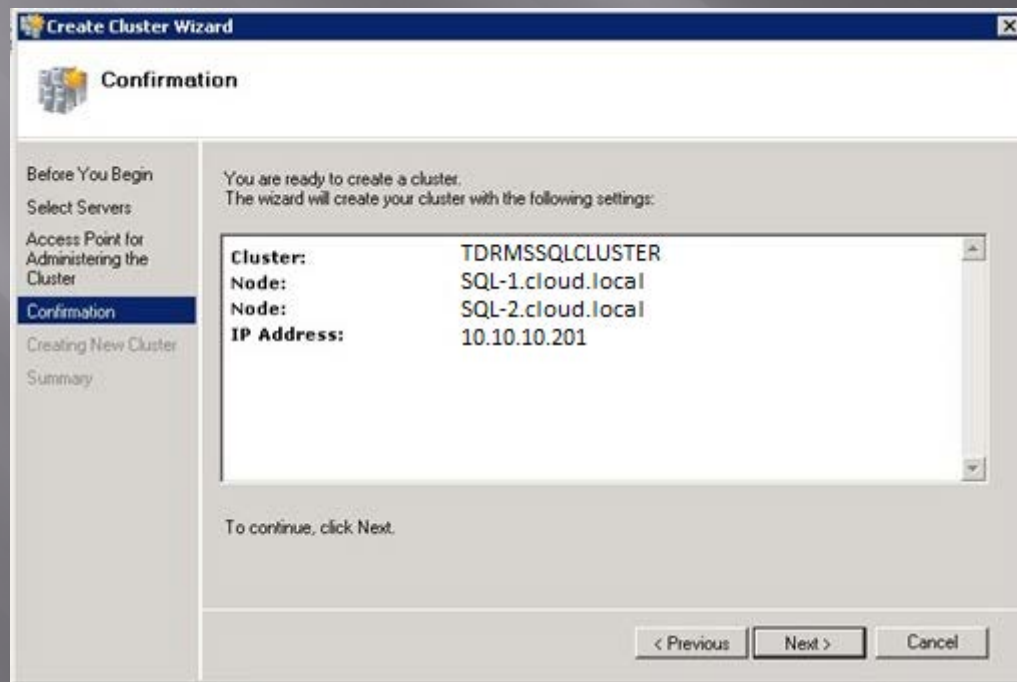 Create Cluster Wizard
Confirmation
Before You Begin
Select Servers
Access Point for
Administering the
Cluster
Confirmation
Creating New Cluster
Summary
You are ready to create a cluster.
The wizard will create your cluster with the following settings:
Cluster: TDRMSSQLCLUSTER
Node: SQL-1.cloud.local
Node: SQL-2.cloud.local
IP Address: 10.10.10.201
To continue, click Next.
< Previous Next > Cancel